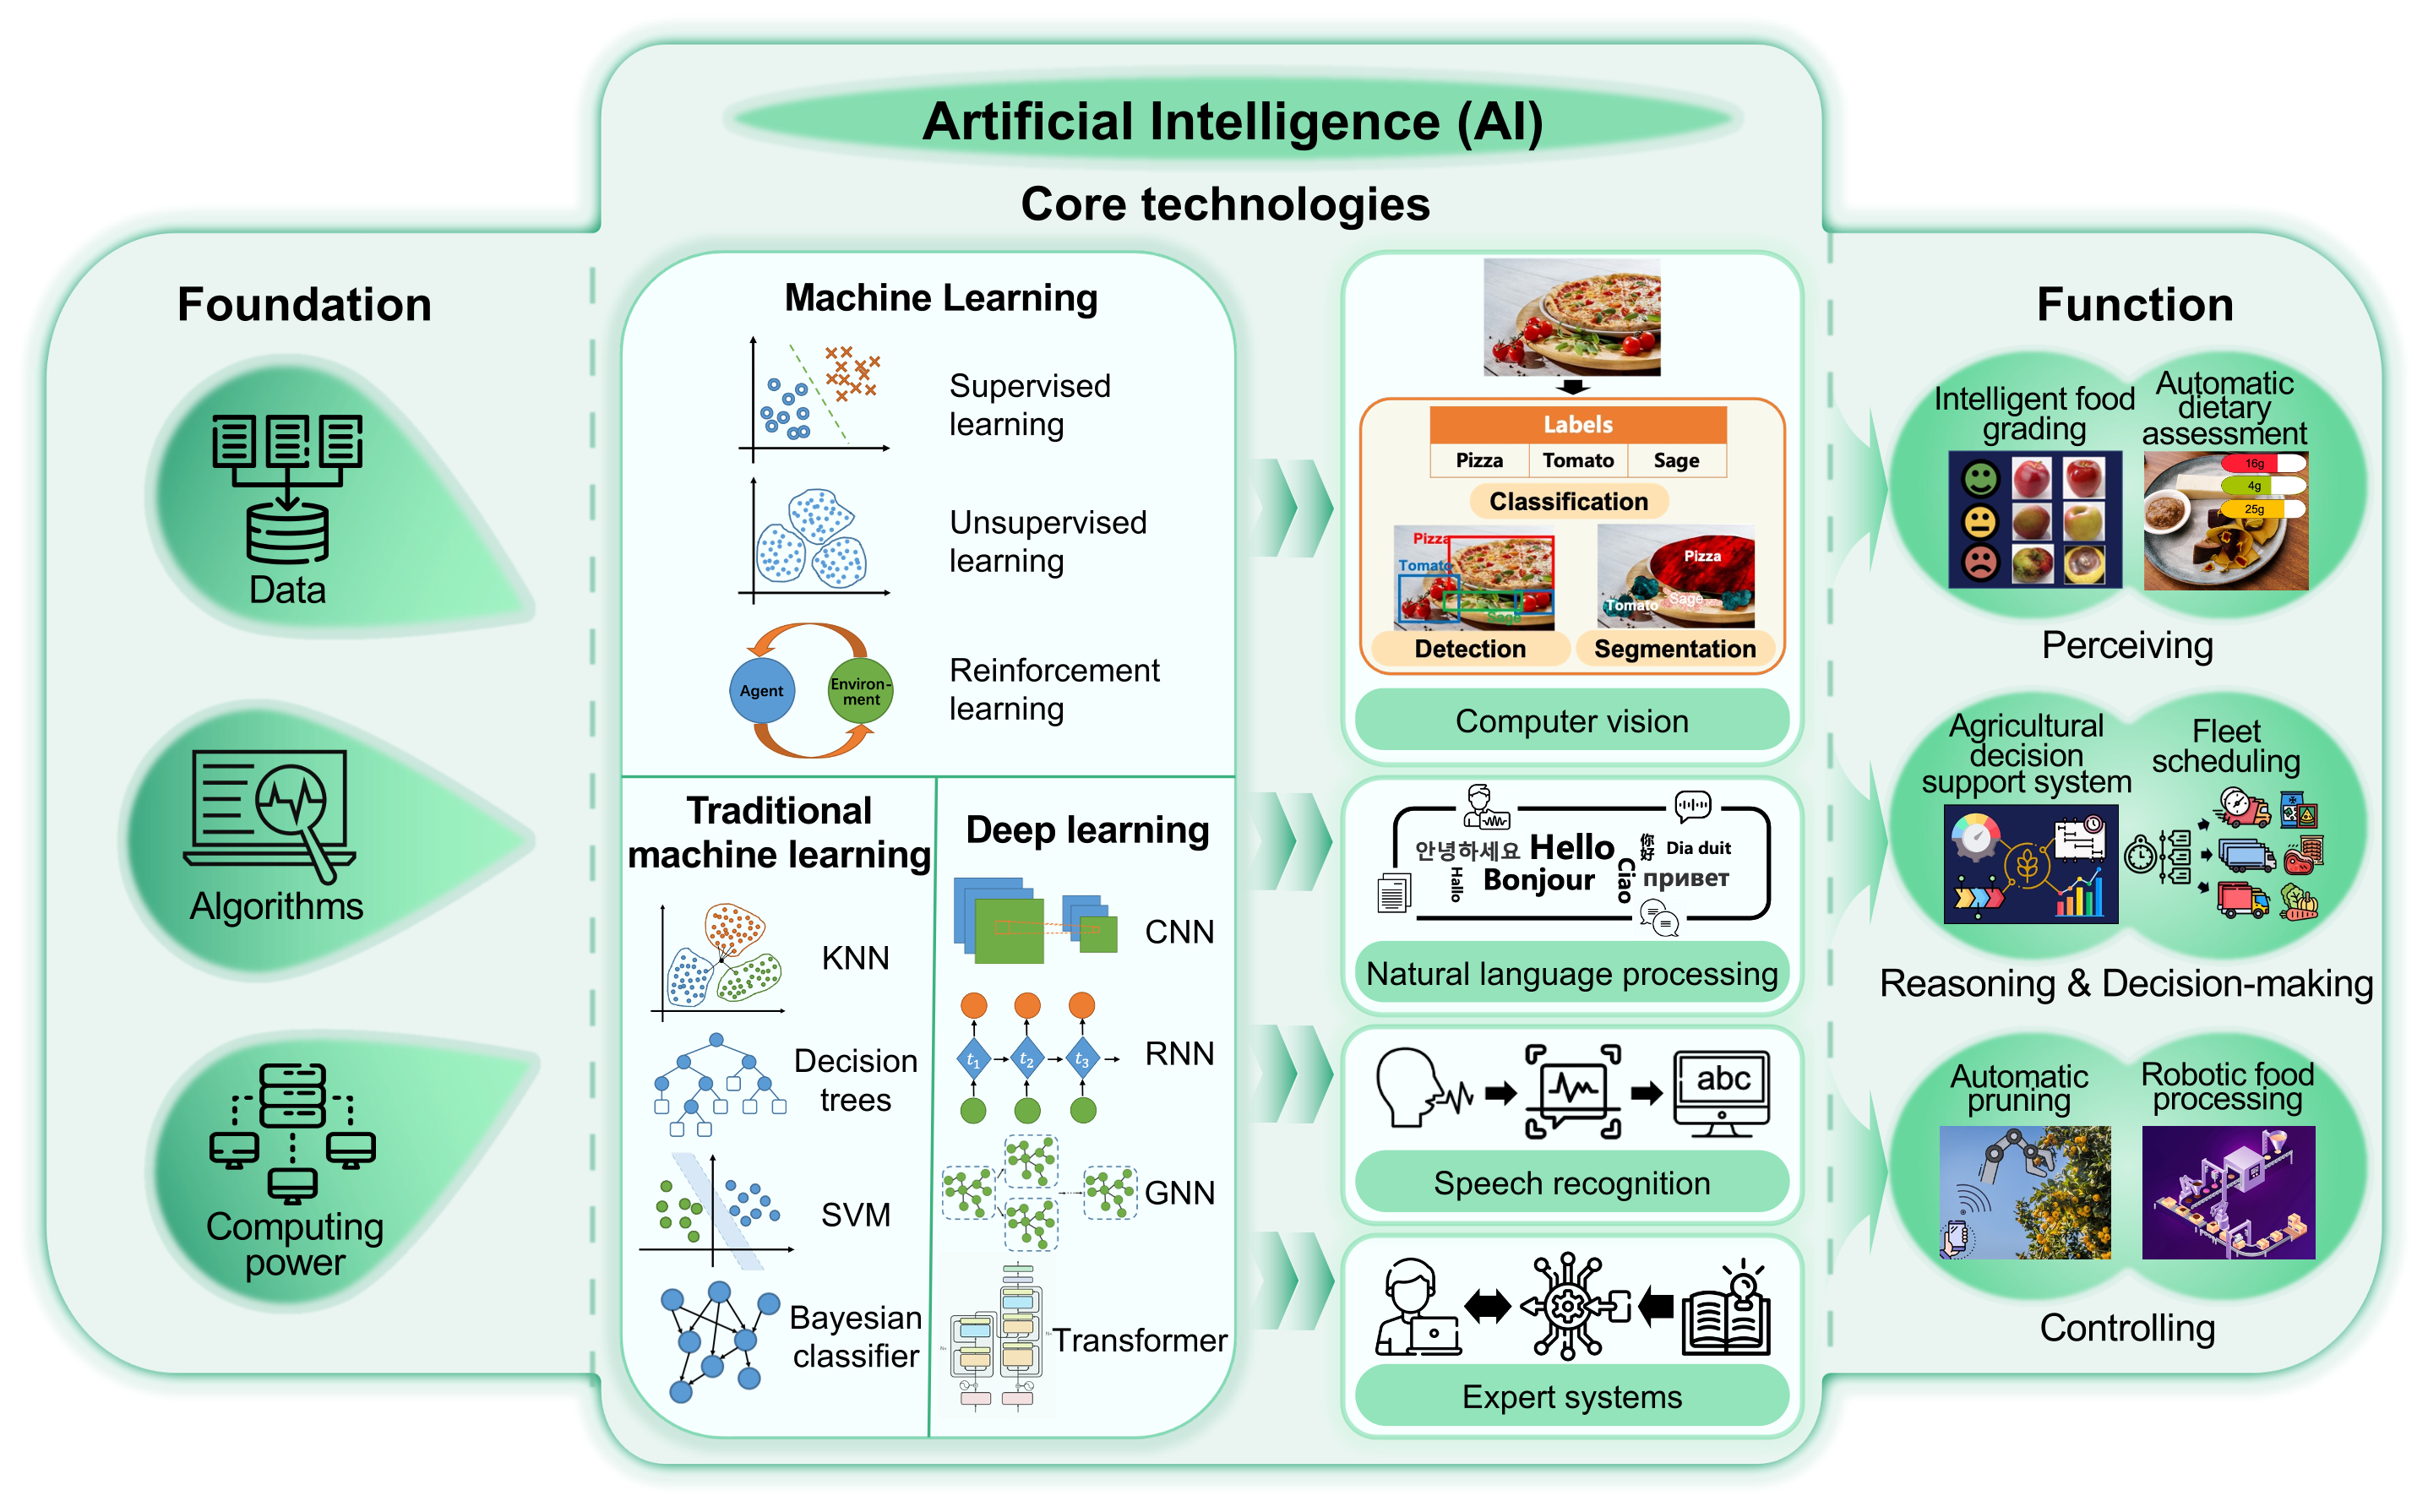 Artificial Intelligence (AI)
Core technologies
Foundation
Data
Algorithms
Computing
power
Machine Learning
Supervised
learning
Unsupervised
learning
Agent
Environ-
ment
Reinforcement
learning
Traditional
machine learning
KNN
Decision
trees
SVM
Bayesian
classifier
Deep learning
CNN
t1
t2
t3
RNN
GNN
Transformer
Labels
Pizza Tomato Sage
Classification
Pizza
Tomato
Sage
Detection
Pizza
Tomato
Sage
Segmentation
Computer vision
안녕하세요 Hello 你好 Dia duit
Hallo Bonjour Ciao привет
Natural language processing
abc
Speech recognition
Expert systems
Function
Intelligent food
grading
Automatic
dietary
assessment
16g
4g
25g
Perceiving
Agricultural
decision
support system
Fleet
scheduling
Reasoning & Decision-making
Automatic
pruning
Robotic food
processing
Controlling